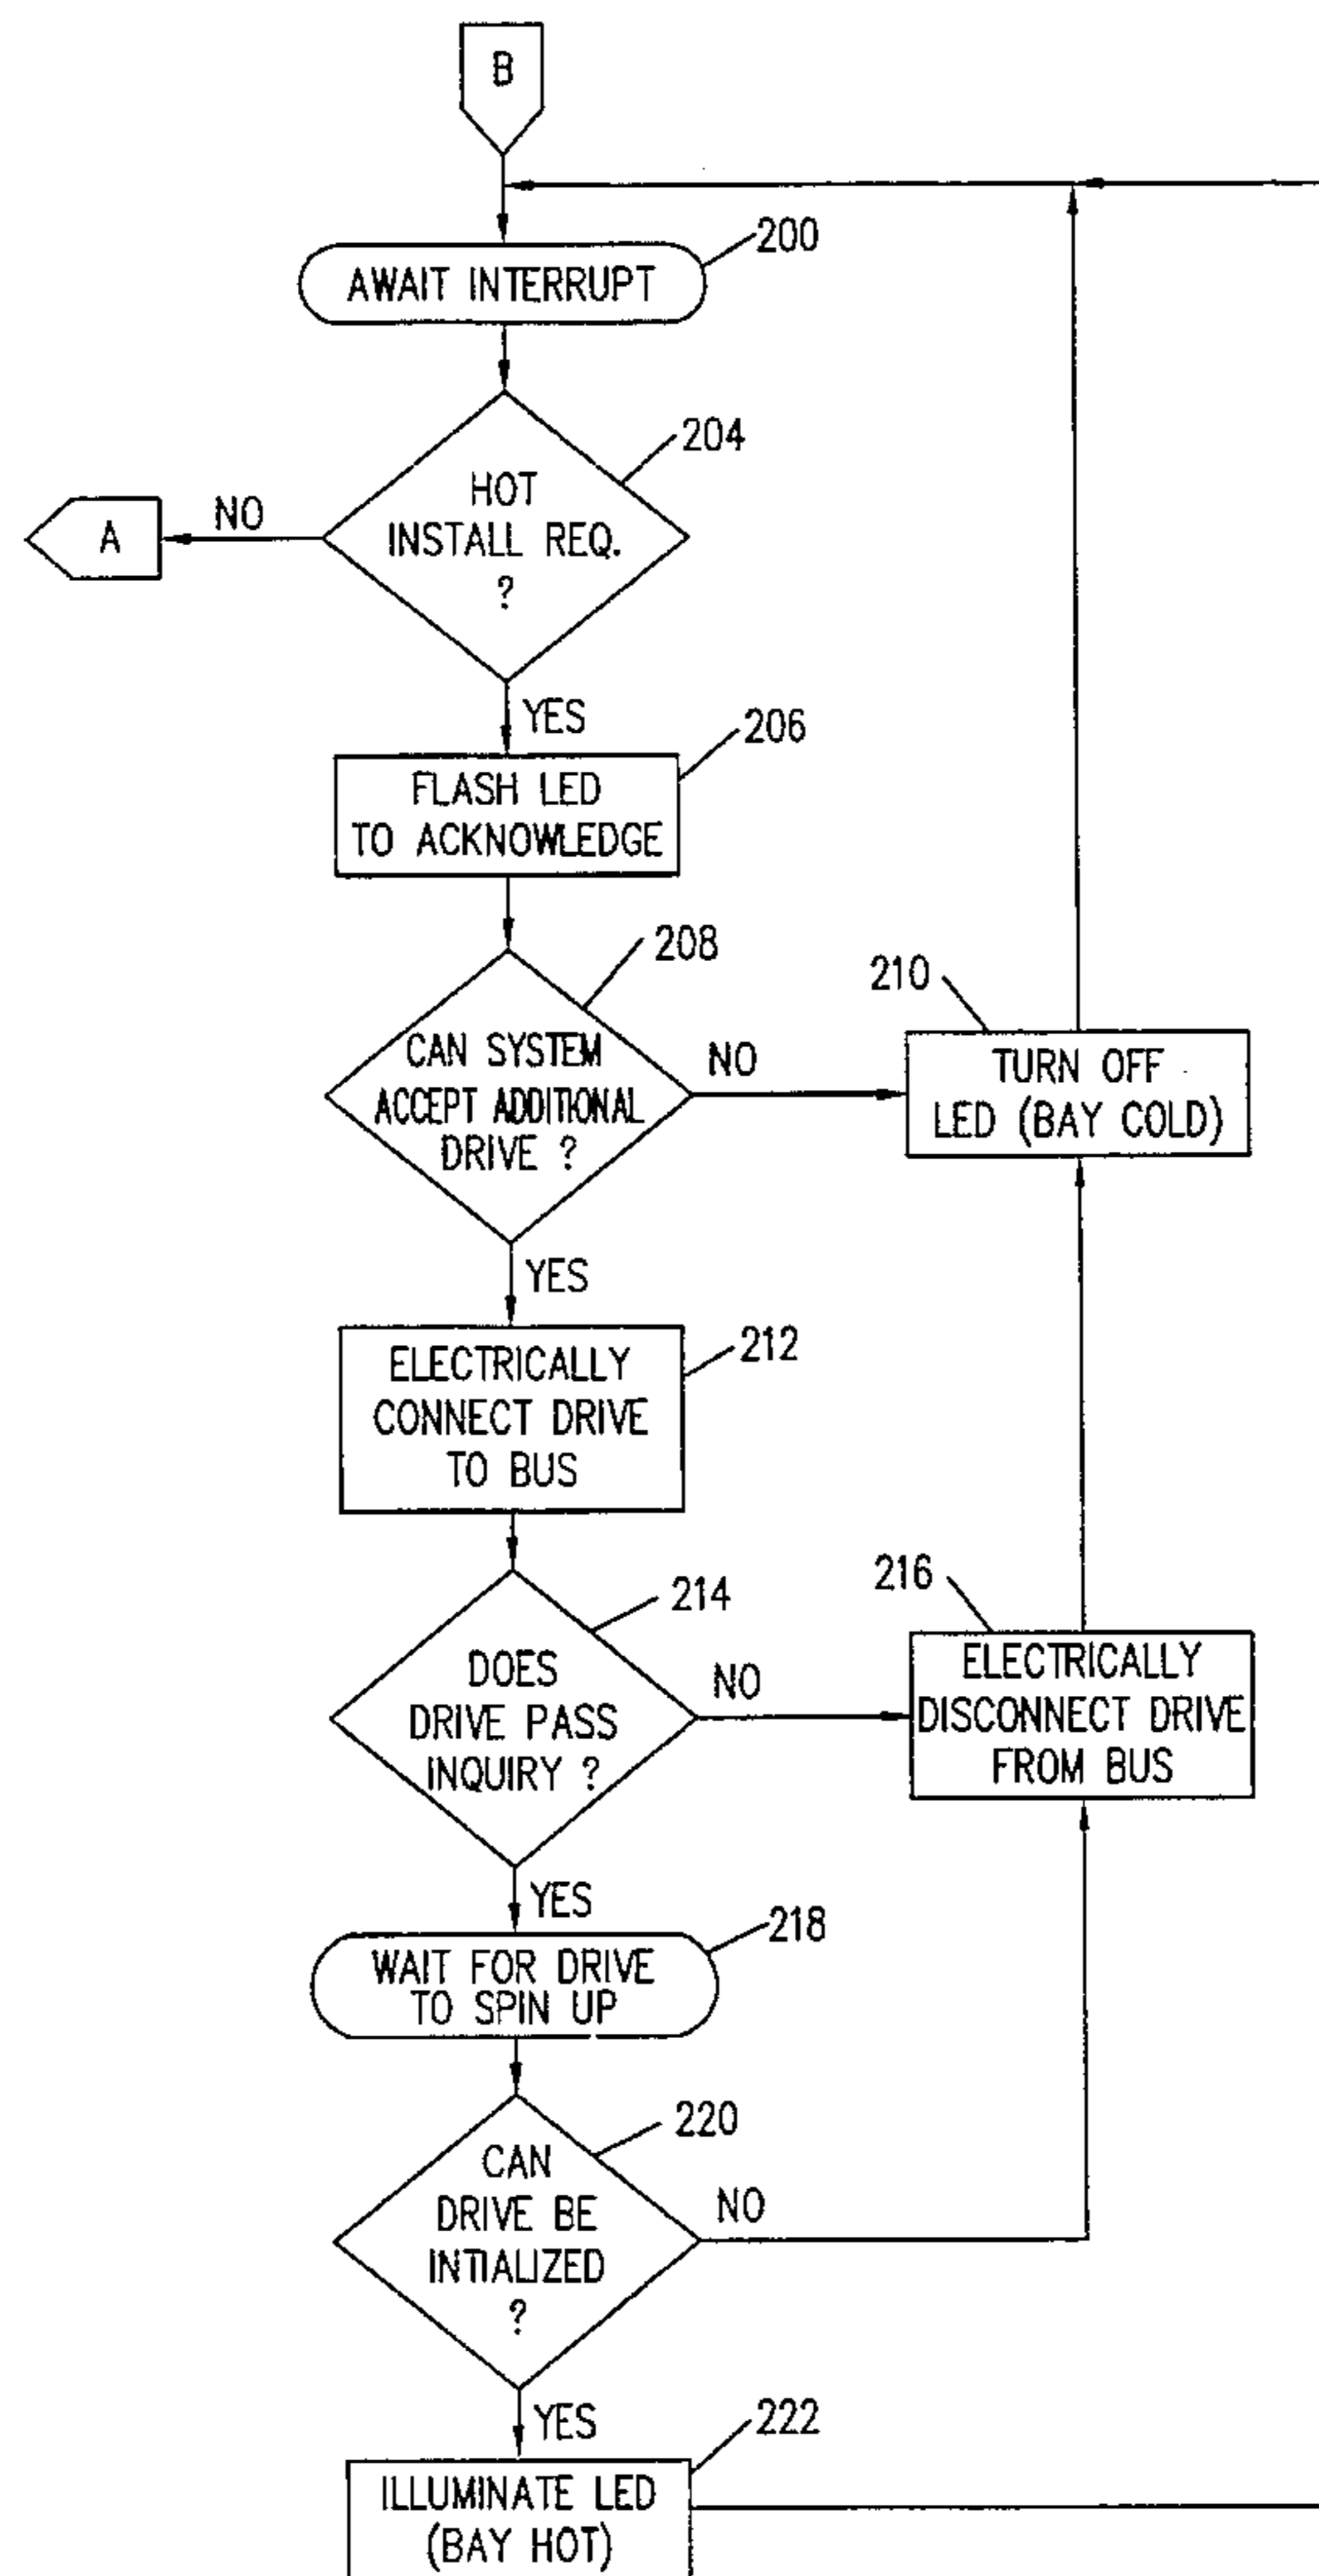 B
200
AWAIT INTERRUPT
204
HOT
INSTALL REQ.
?
NO
A
YES
206
FLASH LED
TO ACKNOWLEDGE
208
CAN SYSTEM
ACCEPT ADDITIONAL
DRIVE ?
NO
210
TURN OFF
LED (BAY COLD)
YES
212
ELECTRICALLY
CONNECT DRIVE
TO BUS
214
DOES
DRIVE PASS
INQUIRY ?
NO
216
ELECTRICALLY
DISCONNECT DRIVE
FROM BUS
YES
218
WAIT FOR DRIVE
TO SPIN UP
220
CAN
DRIVE BE
INTIALIZED
?
NO
YES
222
ILLUMINATE LED
(BAY HOT)